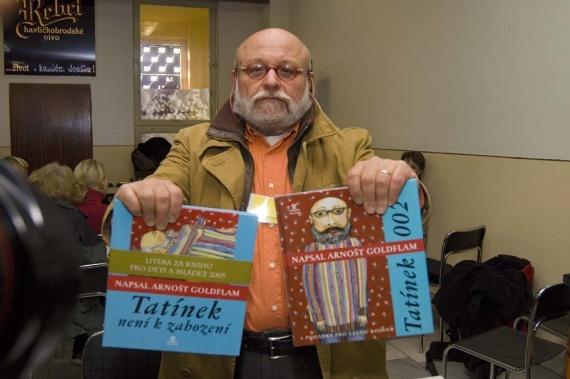 Rebel
havlíčkobrodské
pivo
...život v každém doušku!
LITERA ZA KNIHU
PRO DĚTI A MLÁDEŽ 2005
NAPSAL ARNOŠT GOLDFLAM
Tatínek
není k zahození
NAPSAL ARNOŠT GOLDFLAM
Tatínek 002
A POHÁDKY PRO CELOU RODINU